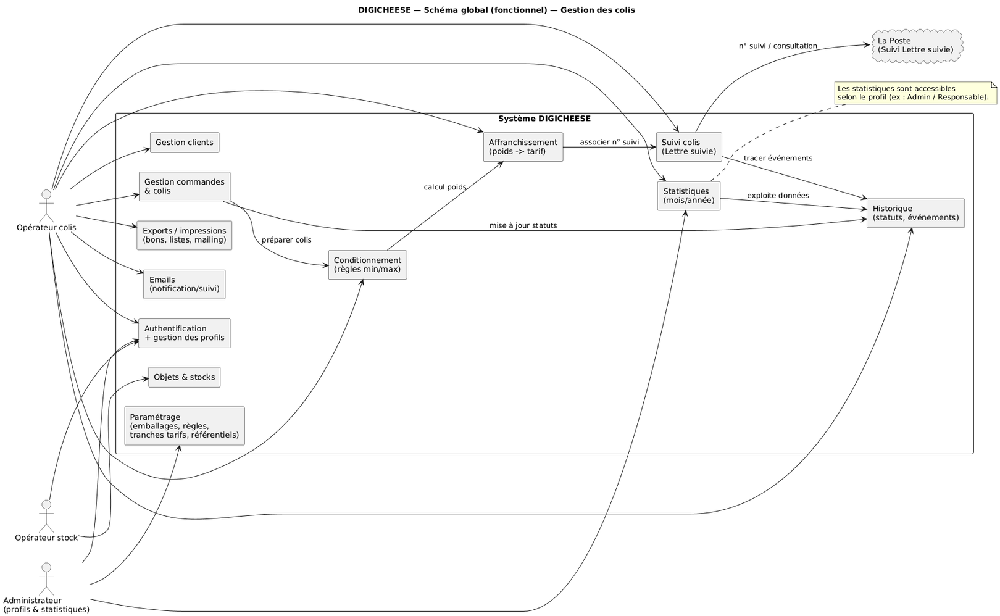 DIGICHEESE — Schéma global (fonctionnel) — Gestion des colis
La Poste
(Suivi Lettre suivie)
n° suivi / consultation
Les statistiques sont accessibles
selon le profil (ex : Admin / Responsable).
Système DIGICHEESE
Gestion clients
Affranchissement
(poids -> tarif)
associer n° suivi
Suivi colis
(Lettre suivie)
tracer événements
Gestion commandes
& colis
calcul poids
Statistiques
(mois/année)
exploite données
Historique
(statuts, événements)
Opérateur colis
Exports / impressions
(bons, listes, mailing)
mise à jour statuts
préparer colis
Conditionnement
(règles min/max)
Emails
(notification/suivi)
Authentification
+ gestion des profils
Objets & stocks
Paramétrage
(emballages, règles,
tranches tarifs, référentiels)
Opérateur stock
Administrateur
(profils & statistiques)